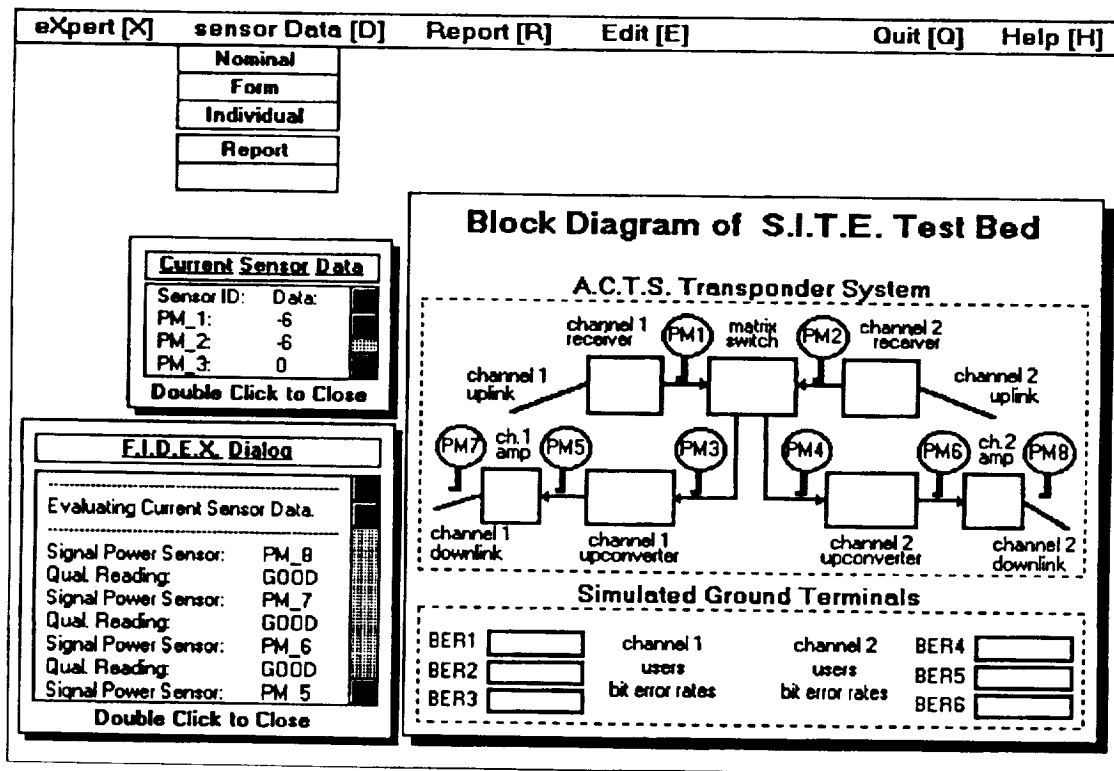 eXpert [X] sensor Data [D] Report [R] Edit [E] Quit [Q] Help [H]
Nominal
Form
Individual
Report
Current Sensor Data
Sensor ID: Data:
PM_1: -6
PM_2: -6
PM_3: 0
Double Click to Close
F.I.D.E.X. Dialog
Evaluating Current Sensor Data.
Signal Power Sensor: PM_8
Qual. Reading: GOOD
Signal Power Sensor: PM_7
Qual. Reading: GOOD
Signal Power Sensor: PM_6
Qual. Reading: GOOD
Signal Power Sensor: PM_5
Double Click to Close
Block Diagram of S.I.T.E. Test Bed
A.C.T.S. Transponder System
channel 1
receiver
PM1
matrix
switch
PM2
channel 2
receiver
channel 1
uplink
channel 2
uplink
PM7
ch.1
amp
PM5
PM3
PM4
PM6
ch.2
amp
PM8
channel 1
downlink
channel 1
upconverter
channel 2
upconverter
channel 2
downlink
Simulated Ground Terminals
BER1
BER2
BER3
channel 1
users
bit error rates
channel 2
users
bit error rates
BER4
BER5
BER6